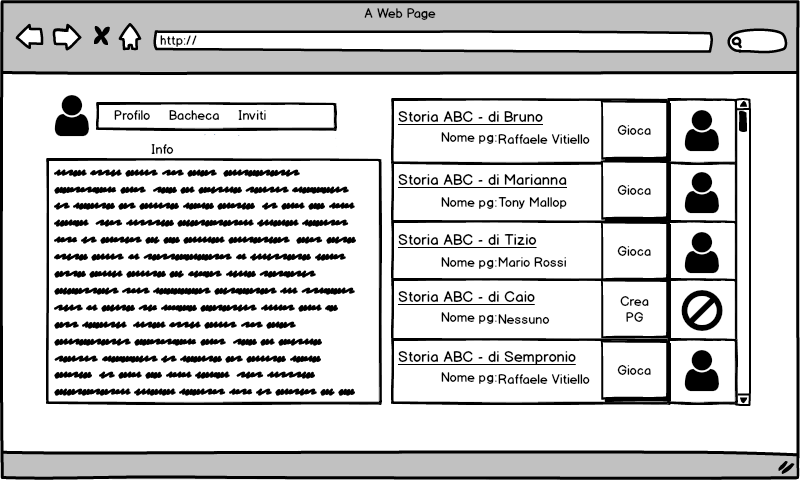 A Web Page
http://
Profilo Bacheca Inviti
Info
Storia ABC - di Bruno
Nome pg: Raffaele Vitiello
Gioca
Storia ABC - di Marianna
Nome pg: Tony Mallop
Gioca
Storia ABC - di Tizio
Nome pg: Mario Rossi
Gioca
Storia ABC - di Caio
Nome pg: Nessuno
Crea
PG
Storia ABC - di Sempronio
Nome pg: Raffaele Vitiello
Gioca